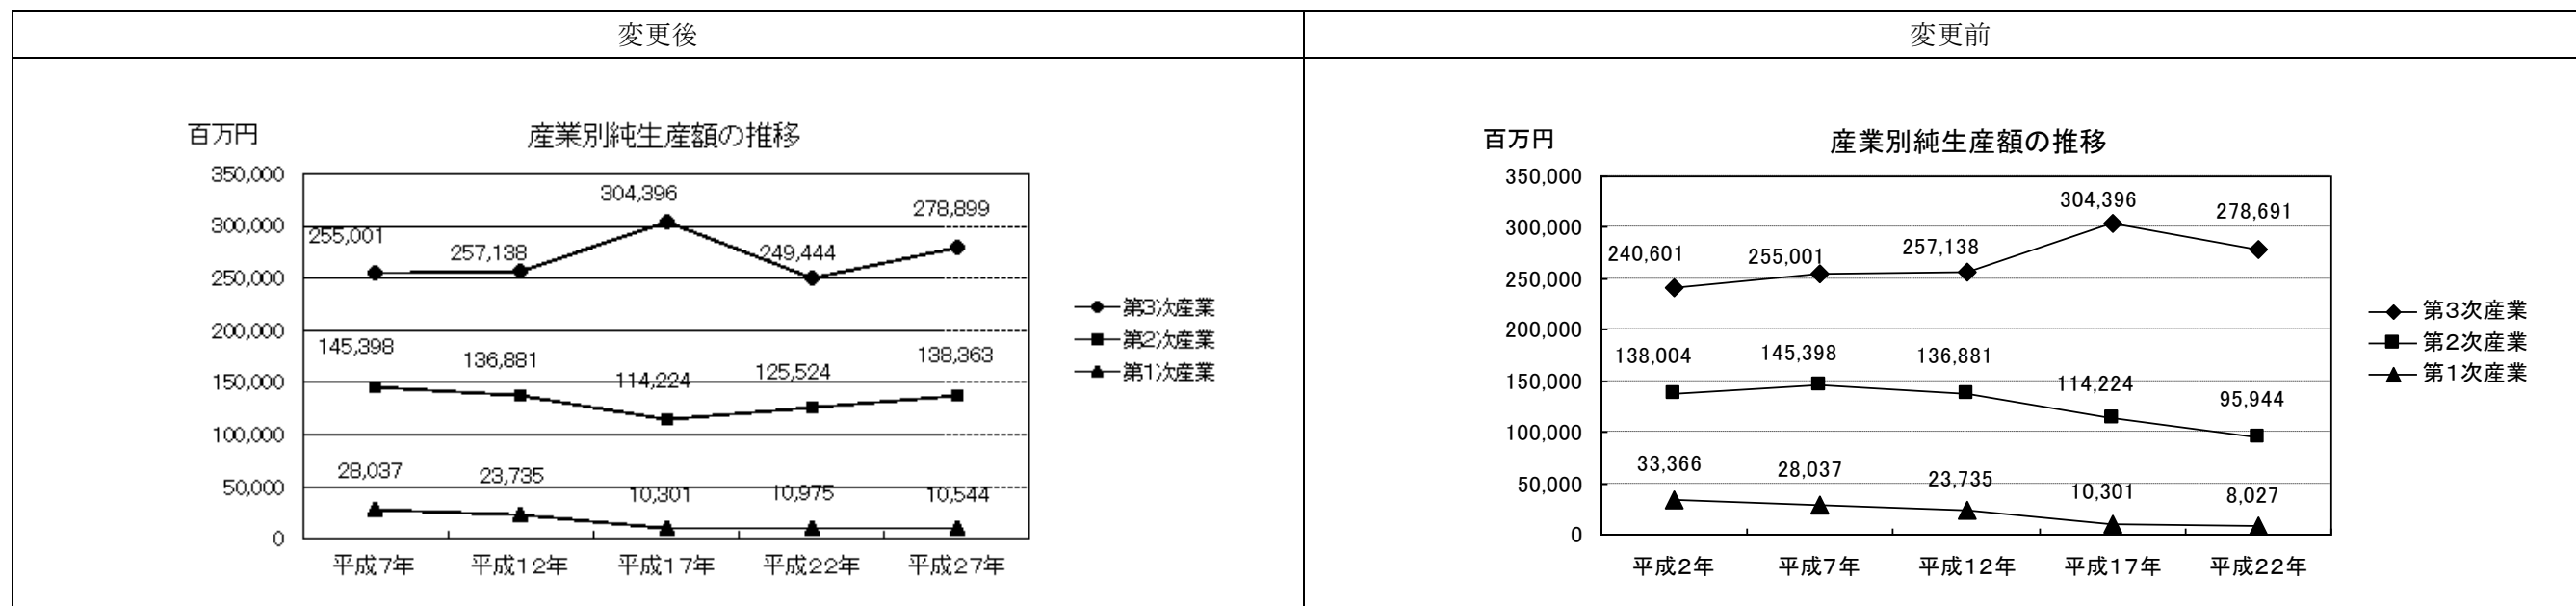 変更後
変更前
百万円
産業別純生産額の推移
350,000
300,000
250,000
200,000
150,000
100,000
50,000
0
255,001
257,138
304,396
249,444
278,899
145,398
136,881
114,224
125,524
138,363
28,037
23,735
10,301
10,975
10,544
平成7年
平成12年
平成17年
平成22年
平成27年
第3次産業
第2次産業
第1次産業
百万円
産業別純生産額の推移
350,000
300,000
250,000
200,000
150,000
100,000
50,000
0
240,601
255,001
257,138
304,396
278,691
138,004
145,398
136,881
114,224
95,944
33,366
28,037
23,735
10,301
8,027
平成2年
平成7年
平成12年
平成17年
平成22年
第3次産業
第2次産業
第1次産業